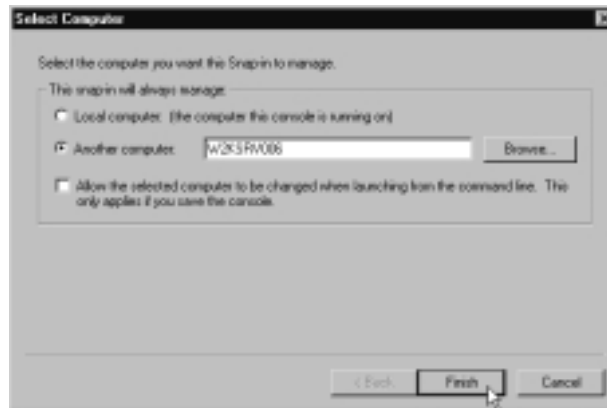 Select Computer
Select the computer you want this Snap-in to manage.
This snap-in will always manage:
Local computer: (the computer this console is running on)
Another computer: W2KSRV006 Browse...
Allow the selected computer to be changed when launching from the command line. This
only applies if you save the console.
< Back Finish Cancel